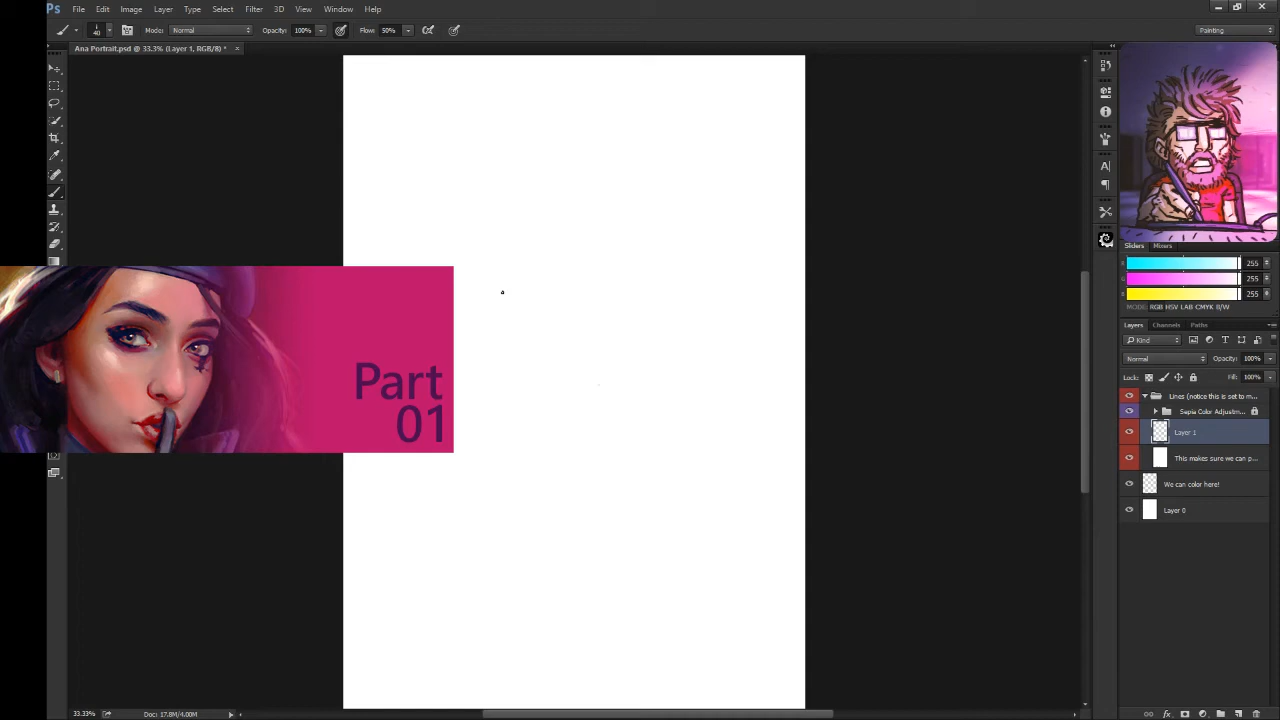 Ps File Edit Image Layer Type Select Filter 3D View Window Help
40 Mode: Normal Opacity: 100% Flow: 50% Painting
Ana Portrait.psd @ 33.3% (Layer 1, RGB/8) * ×
Part
01
Sliders Mixers
255
255
255
MODE: RGB HSV LAB CMYK B/W
Layers Channels Paths
Kind
Normal Opacity: 100%
Lock: Fill: 100%
Lines (notice this is set to m...
Sepia Color Adjustm...
Layer 1
This makes sure we can p...
We can color here!
Layer 0
33.33% Doc: 17.8M/4.00M